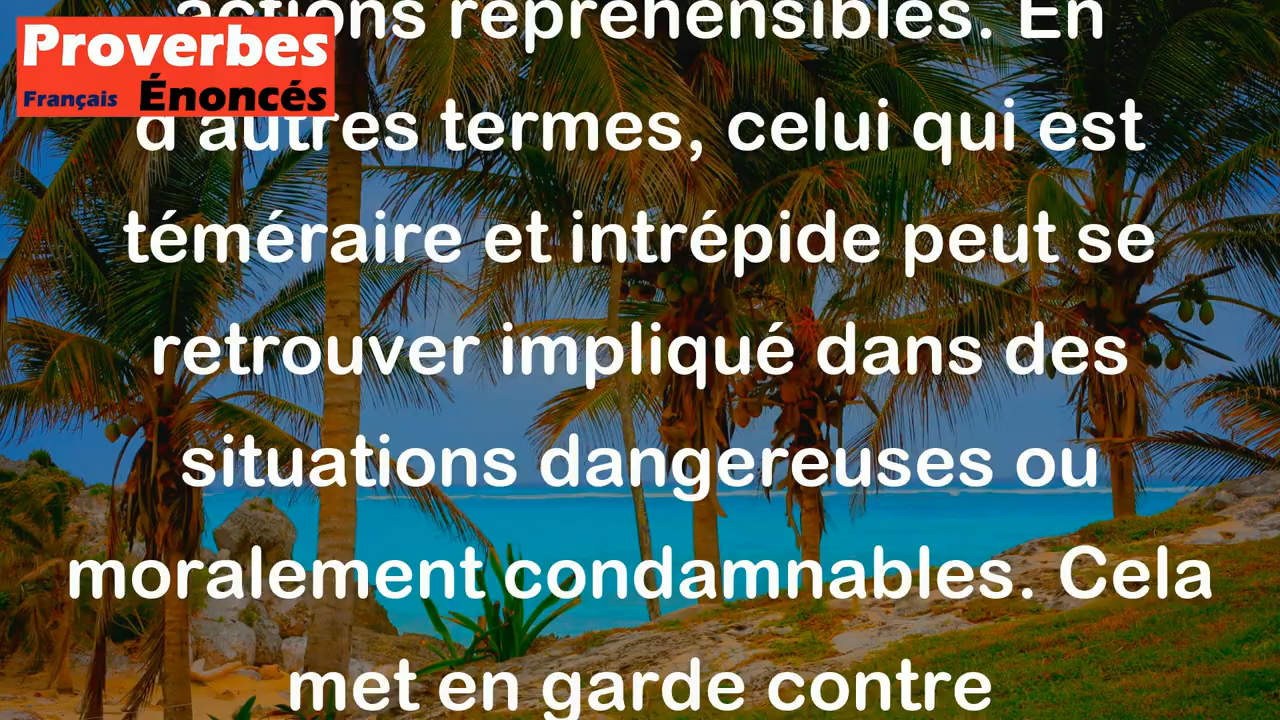 Proverbes
Français Énoncés
actions répréhensibles. En
d'autres termes, celui qui est
téméraire et intrépide peut se
retrouver impliqué dans des
situations dangereuses ou
moralement condamnables. Cela
met en garde contre